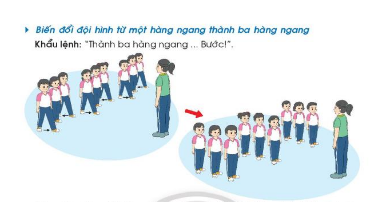 Biến đổi đội hình từ một hàng ngang thành ba hàng ngang
Khẩu lệnh: "Thành ba hàng ngang ... Bước!".